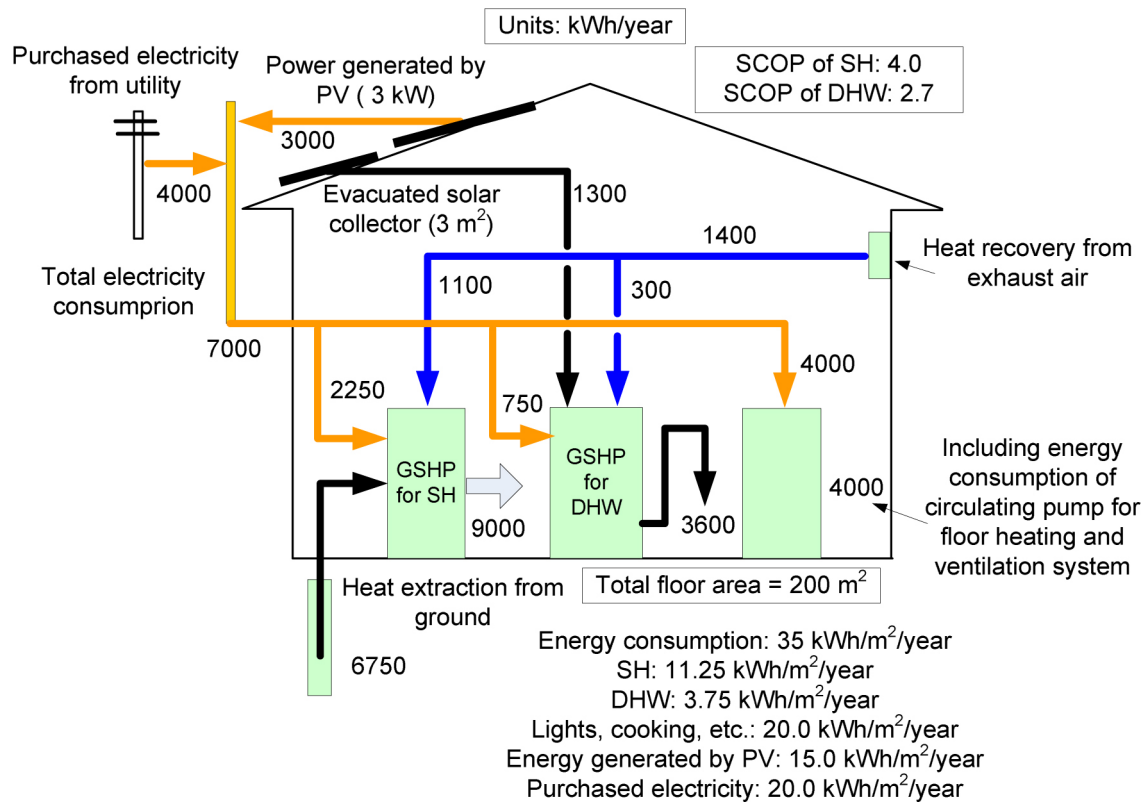 Units: kWh/year
Purchased electricity
from utility
Power generated by
PV ( 3 kW)
SCOP of SH: 4.0
SCOP of DHW: 2.7
3000
4000
Evacuated solar
collector (3 m²)
1300
1400
Heat recovery from
exhaust air
Total electricity
consumprion
1100
300
7000
4000
2250
750
GSHP
for SH
GSHP
for
DHW
9000
3600
4000
Including energy
consumption of
circulating pump for
floor heating and
ventilation system
Heat extraction from
ground
6750
Total floor area = 200 m²
Energy consumption: 35 kWh/m²/year
SH: 11.25 kWh/m²/year
DHW: 3.75 kWh/m²/year
Lights, cooking, etc.: 20.0 kWh/m²/year
Energy generated by PV: 15.0 kWh/m²/year
Purchased electricity: 20.0 kWh/m²/year